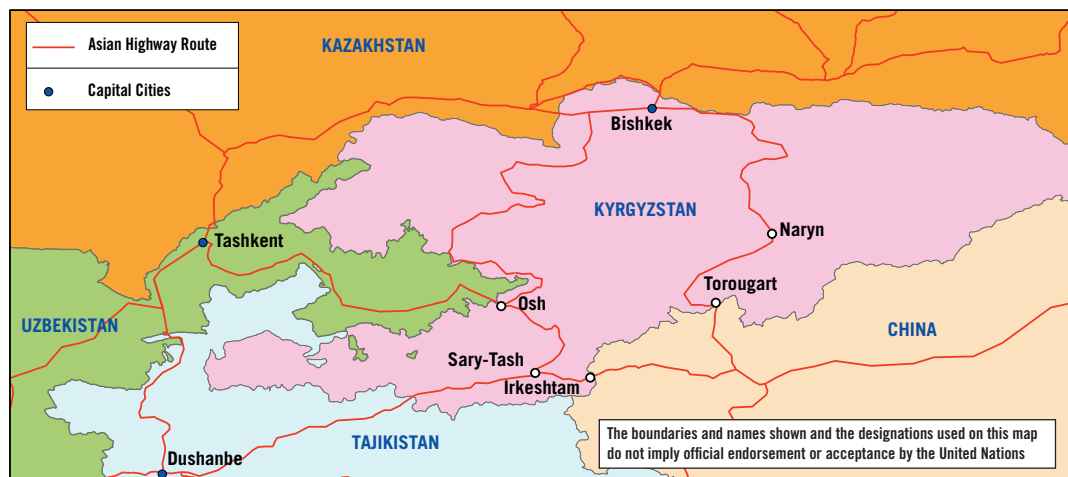 Asian Highway Route
Capital Cities
KAZAKHSTAN
Bishkek
KYRGYZSTAN
Naryn
Tashkent
Torougart
Osh
UZBEKISTAN
CHINA
Sary-Tash
Irkeshtam
TAJIKISTAN
Dushanbe
The boundaries and names shown and the designations used on this map
do not imply official endorsement or acceptance by the United Nations